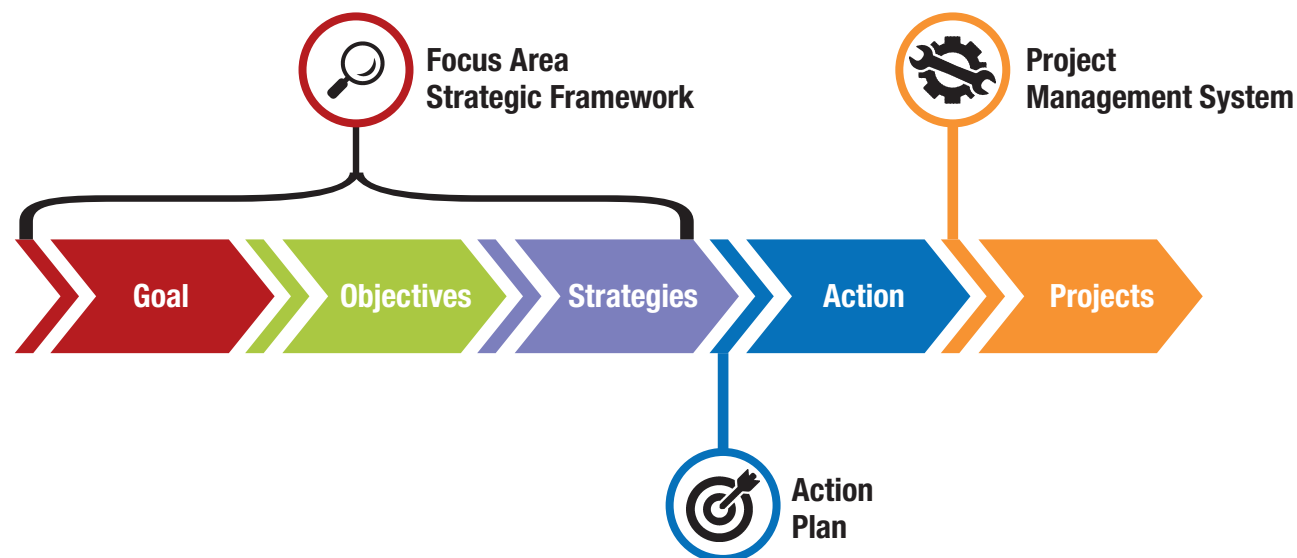 Focus Area
Strategic Framework
Project
Management System
Goal
Objectives
Strategies
Action
Projects
Action
Plan